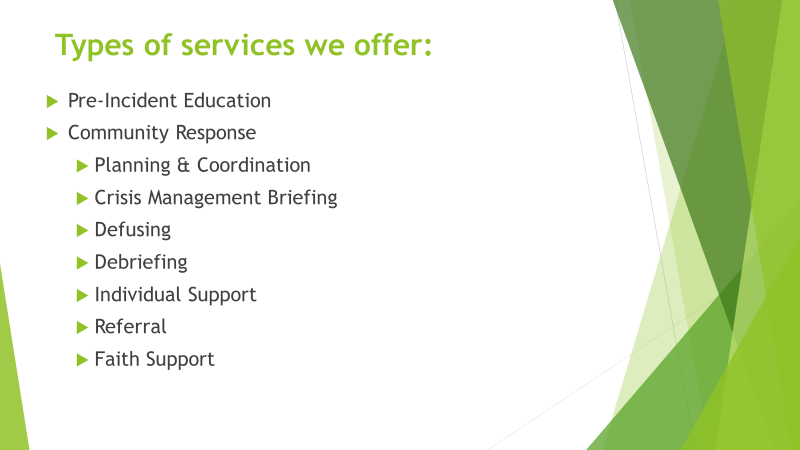 Types of services we offer:
Pre-Incident Education
Community Response
Planning & Coordination
Crisis Management Briefing
Defusing
Debriefing
Individual Support
Referral
Faith Support